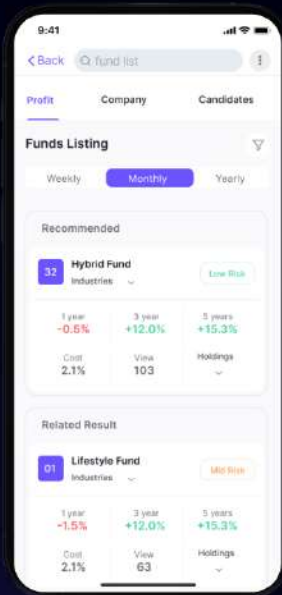 9:41
Back
fund list
Profit Company Candidates
Funds Listing
Weekly Monthly Yearly
Recommended
32 Hybrid Fund Low Risk
Industries
1 year 3 year 5 years
-0.5% +12.0% +15.3%
Cost View Holdings
2.1% 103
Related Result
01 Lifestyle Fund Mid Risk
Industries
1 year 3 year 5 years
-1.5% +12.0% +15.3%
Cost View Holdings
2.1% 63